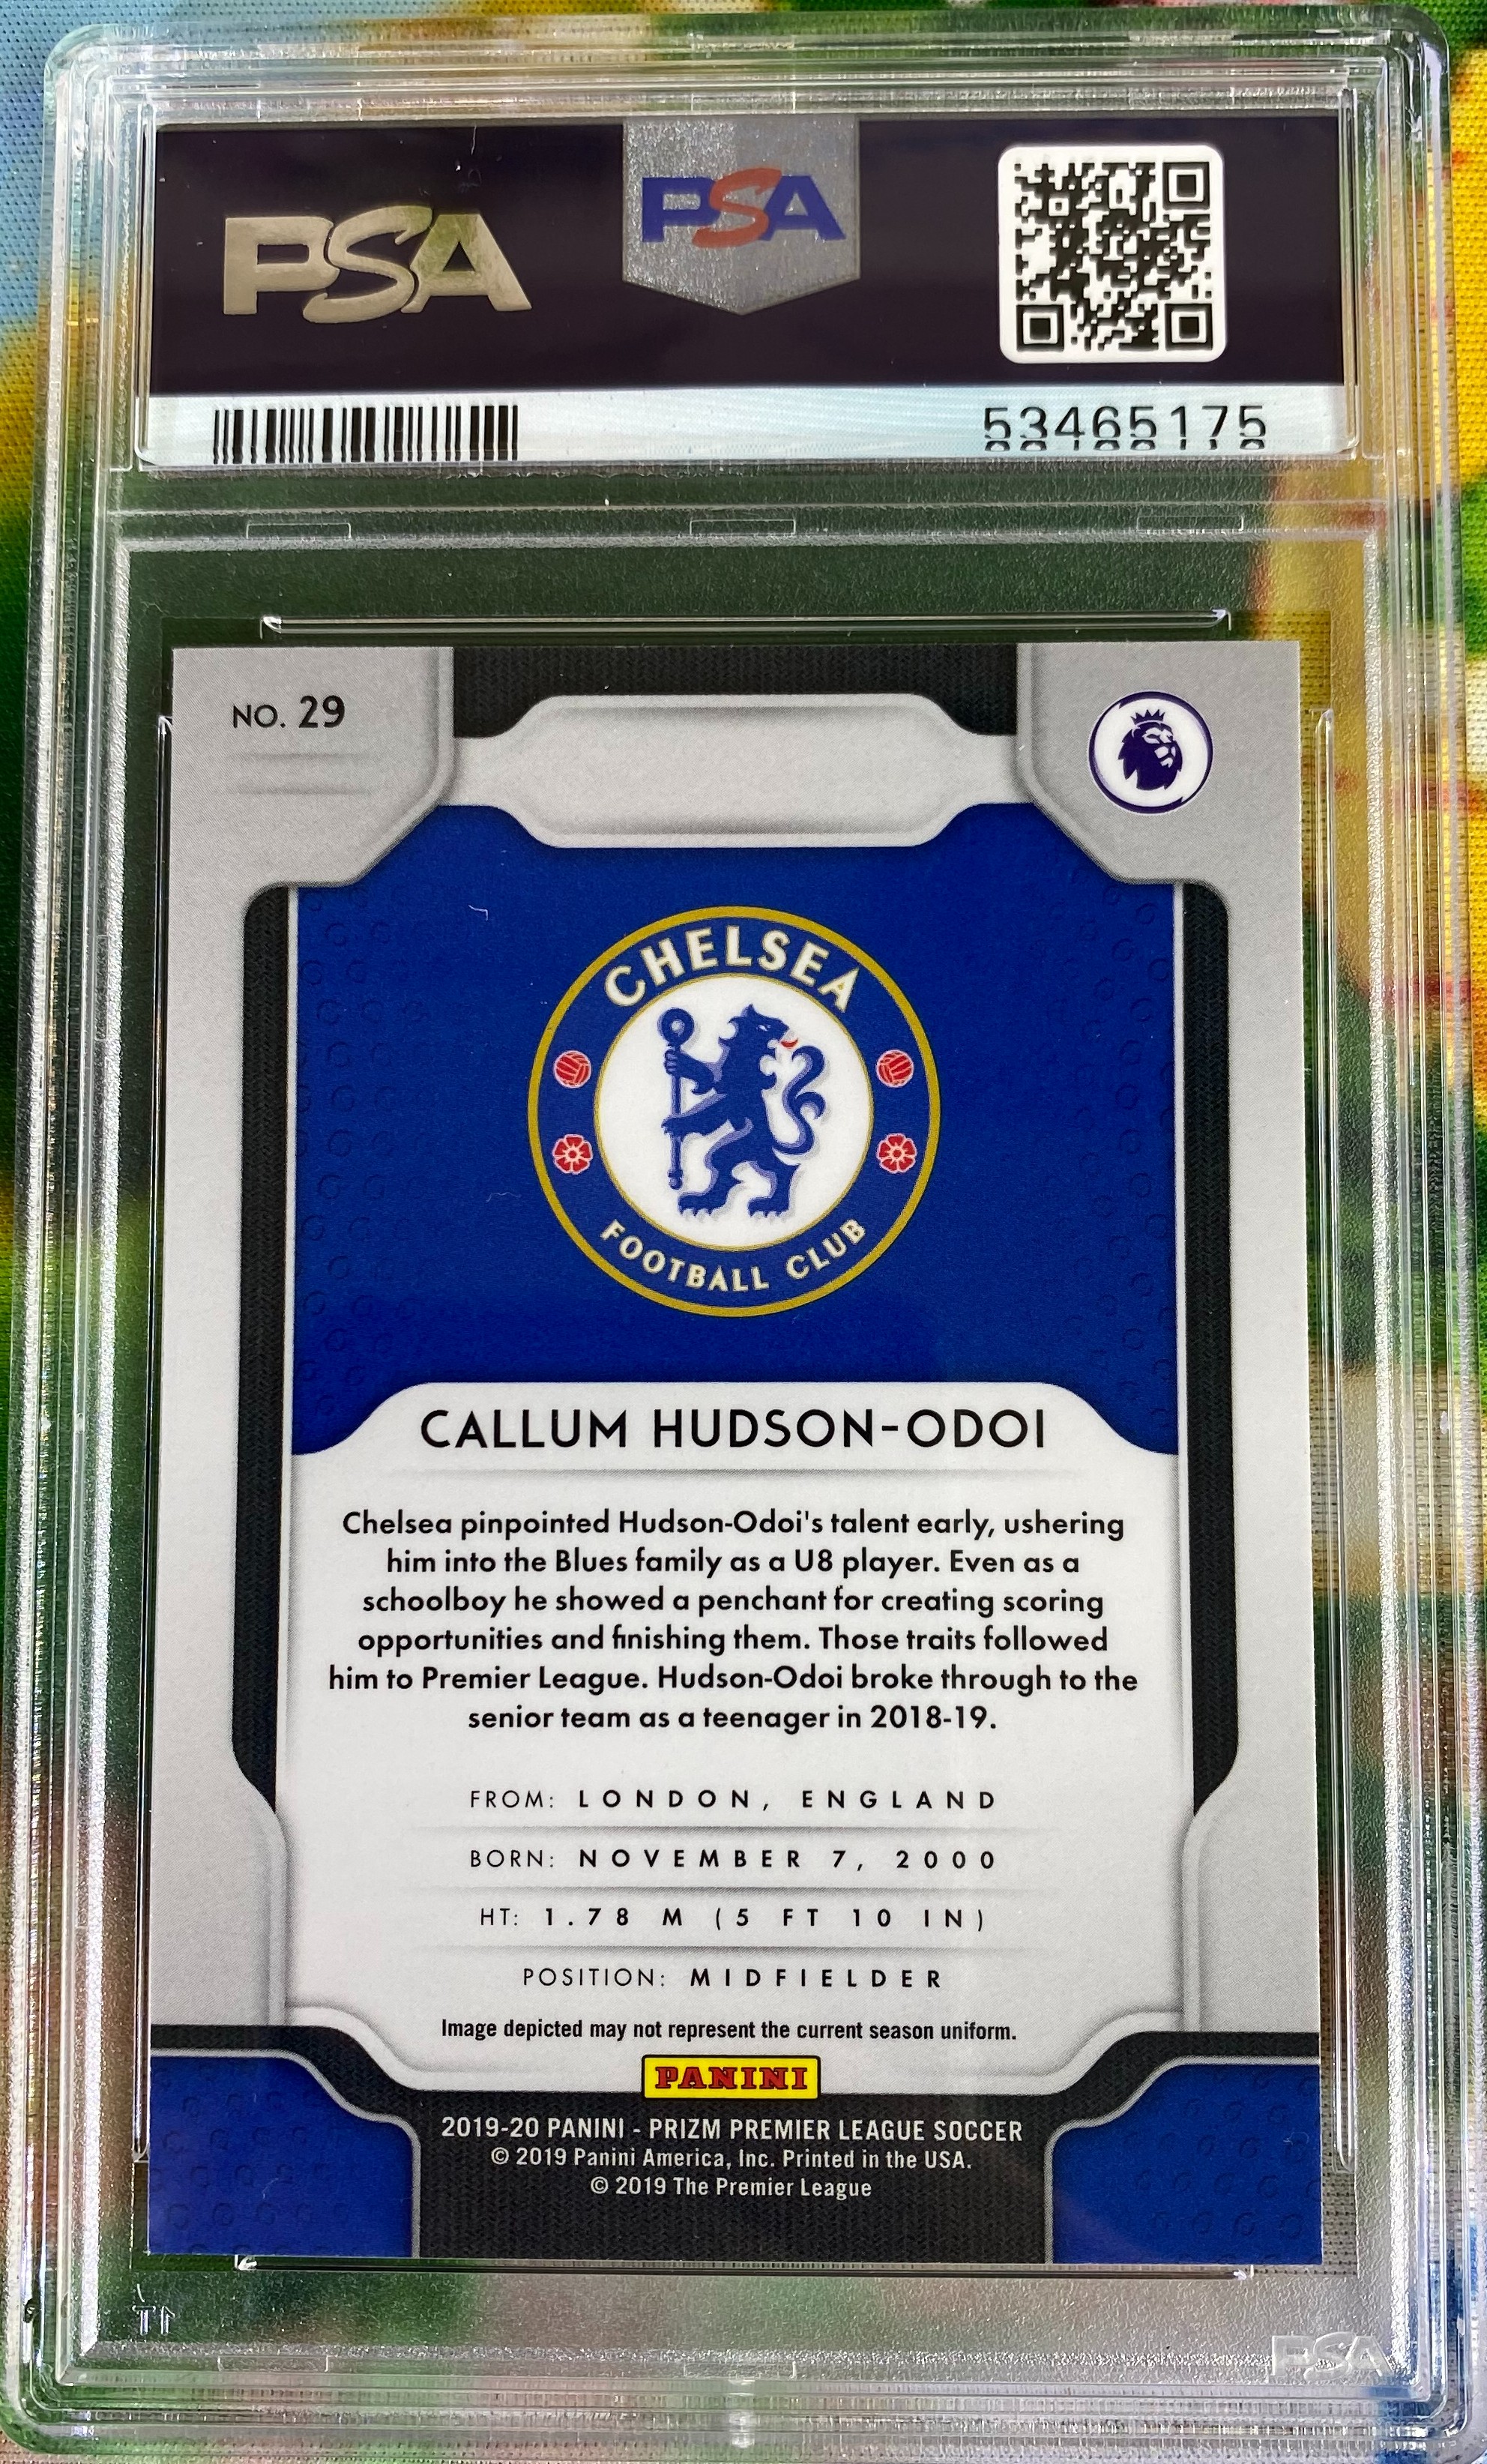 PSA
PSA
53465175
NO. 29
CHELSEA
FOOTBALL CLUB
CALLUM HUDSON-ODOI
Chelsea pinpointed Hudson-Odoi's talent early, ushering
him into the Blues family as a U8 player. Even as a
schoolboy he showed a penchant for creating scoring
opportunities and finishing them. Those traits followed
him to Premier League. Hudson-Odoi broke through to the
senior team as a teenager in 2018-19.
FROM: LONDON, ENGLAND
BORN: NOVEMBER 7, 2000
HT: 1.78 M (5 FT 10 IN)
POSITION: MIDFIELDER
Image depicted may not represent the current season uniform.
PANINI
2019-20 PANINI - PRIZM PREMIER LEAGUE SOCCER
© 2019 Panini America, Inc. Printed in the USA.
© 2019 The Premier League
PSA